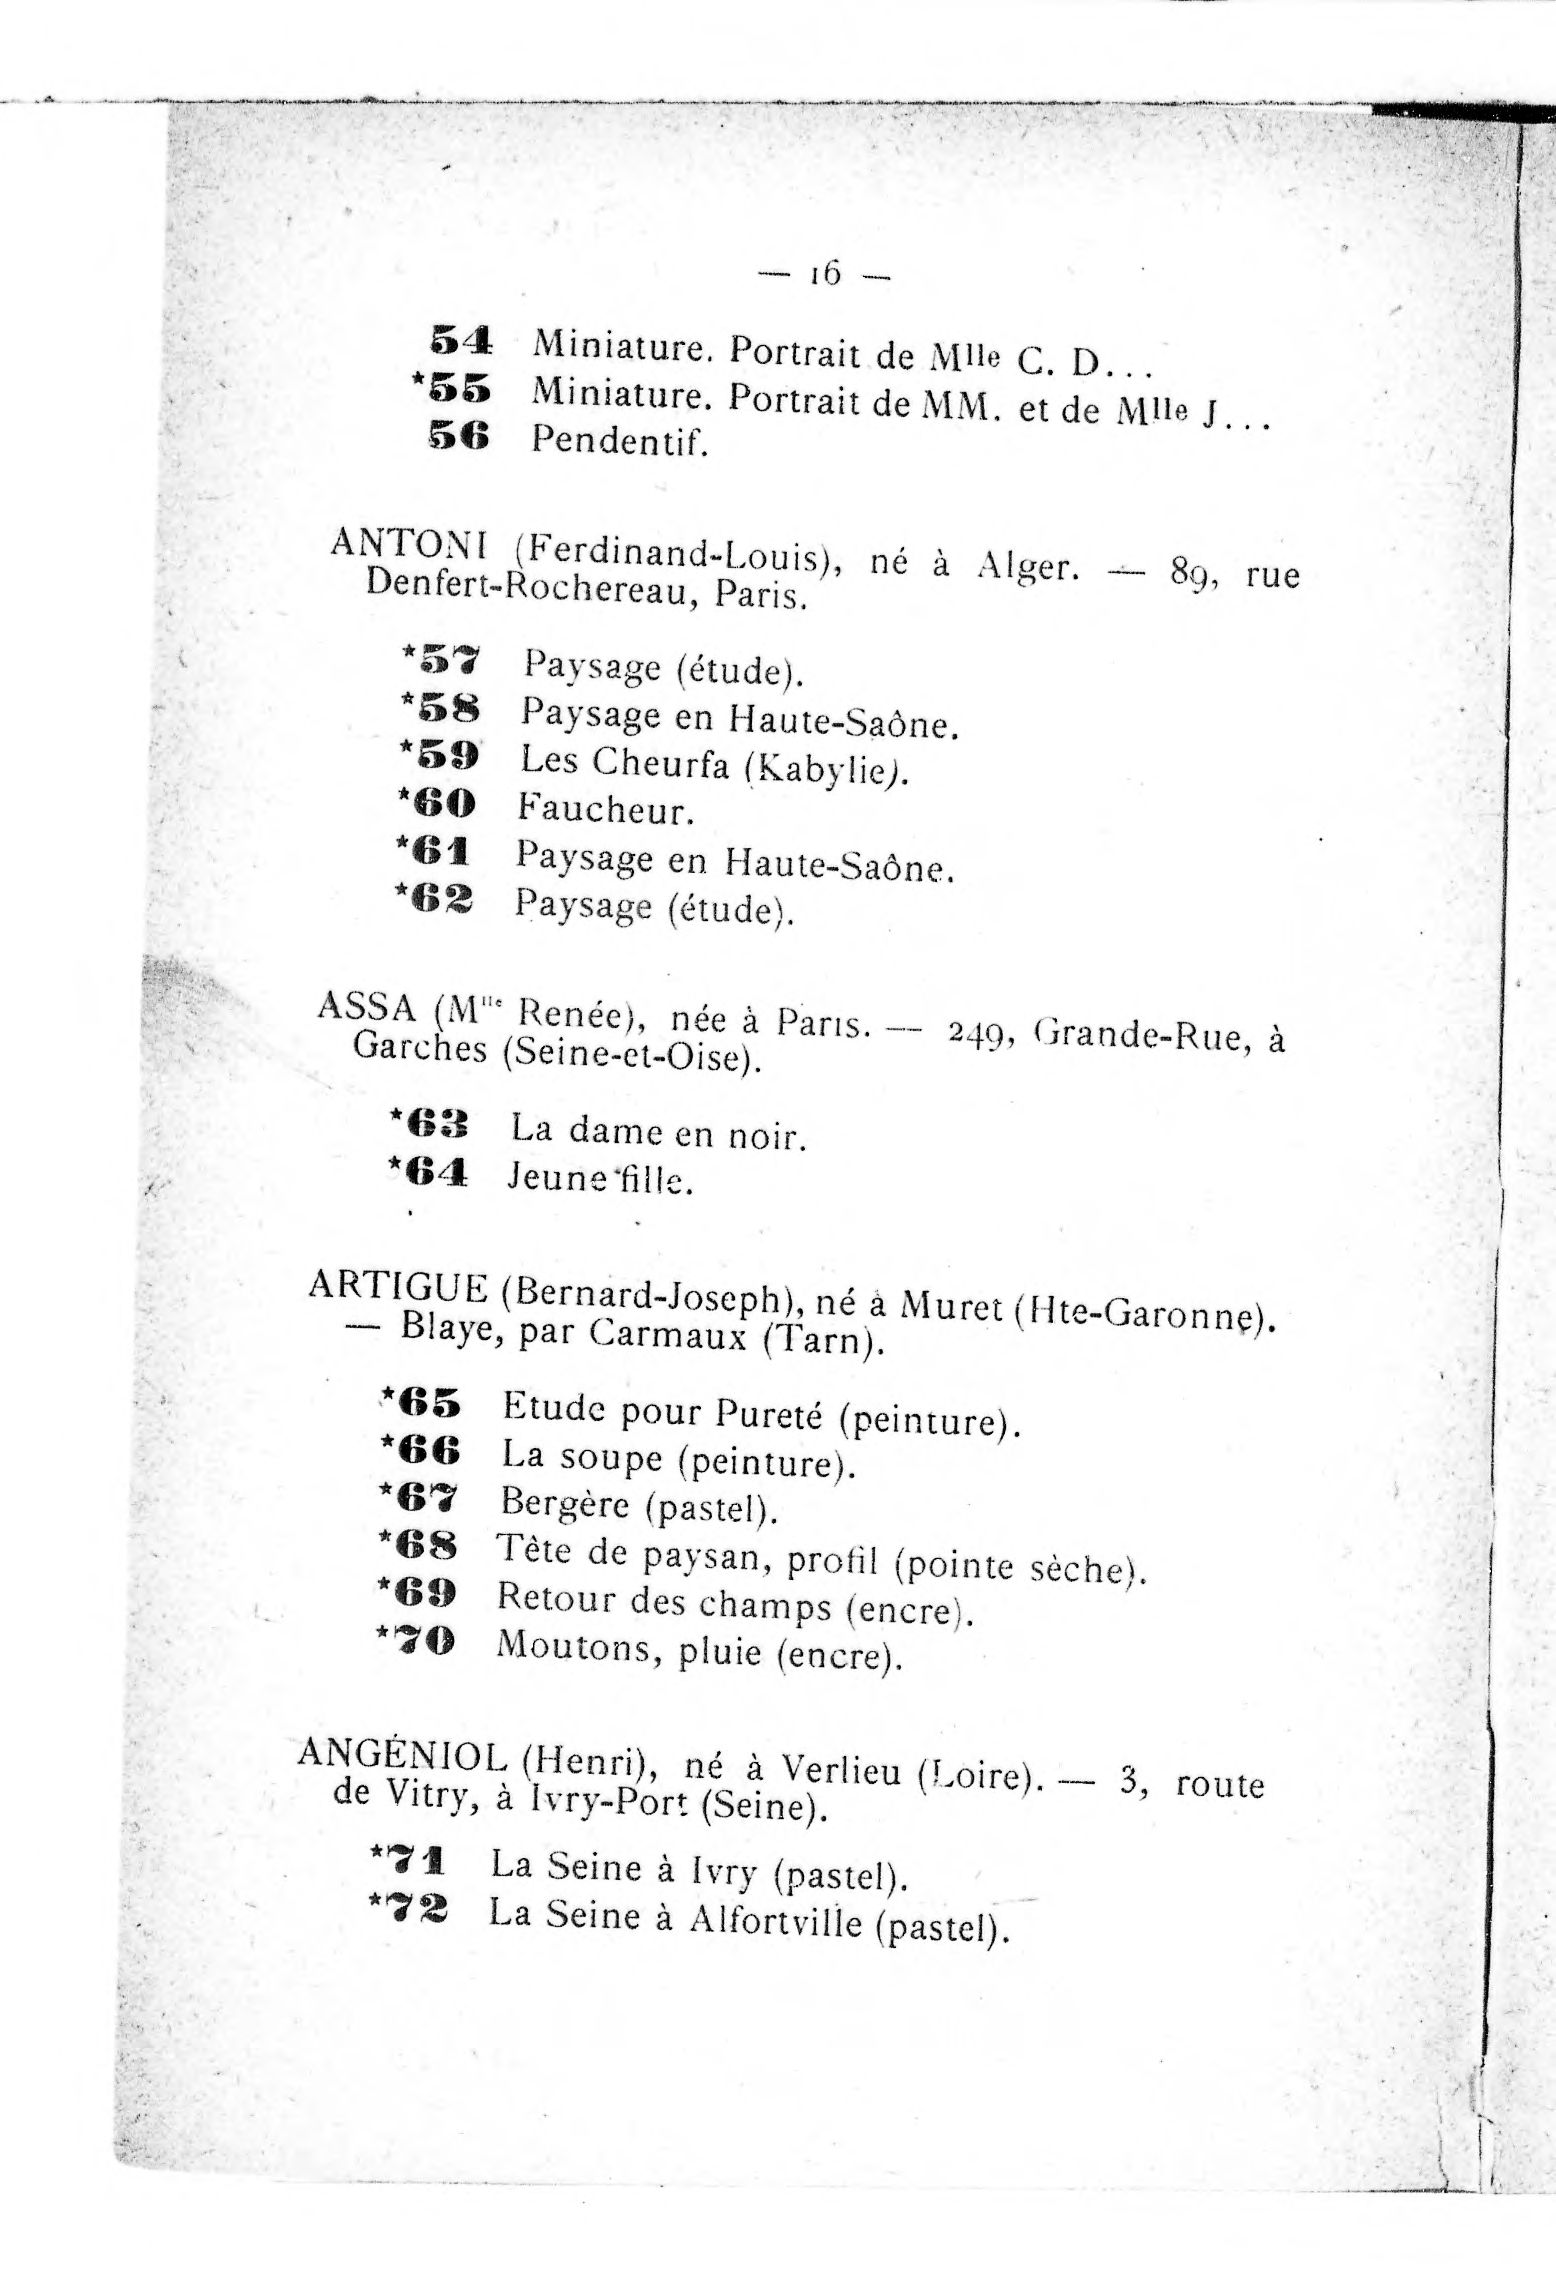 — 16 —
54 Miniature. Portrait de Mlle C. D...
*55 Miniature. Portrait de MM. et de Mlle J...
56 Pendentif.
ANTONI (Ferdinand-Louis), né à Alger. — 89, rue
Denfert-Rochereau, Paris.
*57 Paysage (étude).
*58 Paysage en Haute-Saône.
*59 Les Cheurfa (Kabylie).
*60 Faucheur.
*61 Paysage en Haute-Saône.
*62 Paysage (étude).
ASSA (Mlle Renée), née à Paris. — 249, Grande-Rue, à
Garches (Seine-et-Oise).
*63 La dame en noir.
*64 Jeune fille.
ARTIGUE (Bernard-Joseph), né à Muret (Hte-Garonne).
— Blaye, par Carmaux (Tarn).
*65 Etude pour Pureté (peinture).
*66 La soupe (peinture).
*67 Bergère (pastel).
*68 Tête de paysan, profil (pointe sèche).
*69 Retour des champs (encre).
*70 Moutons, pluie (encre).
ANGÉNIOL (Henri), né à Verlieu (Loire). — 3, route
de Vitry, à Ivry-Port (Seine).
*71 La Seine à Ivry (pastel).
*72 La Seine à Alfortville (pastel).